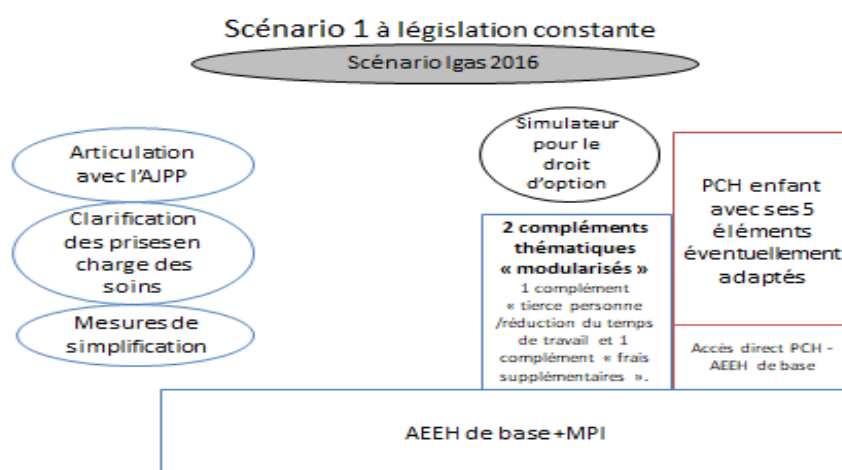 Scénario 1 à législation constante
Scénario Igas 2016
Articulation
avec l'AJPP
Clarification
des prises en
charge des
soins
Mesures de
simplification
Simulateur
pour le
droit
d'option
2 compléments
thématiques
« modularisés »
1 complément
« tierce personne
/réduction du temps
de travail et 1
complément « frais
supplémentaires ».
PCH enfant
avec ses 5
éléments
éventuellement
adaptés
Accès direct PCH -
AEEH de base
AEEH de base+MPI